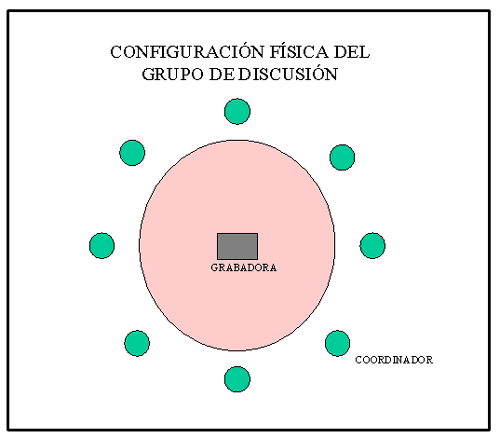 CONFIGURACIÓN FÍSICA DEL
GRUPO DE DISCUSIÓN
GRABADORA
COORDINADOR